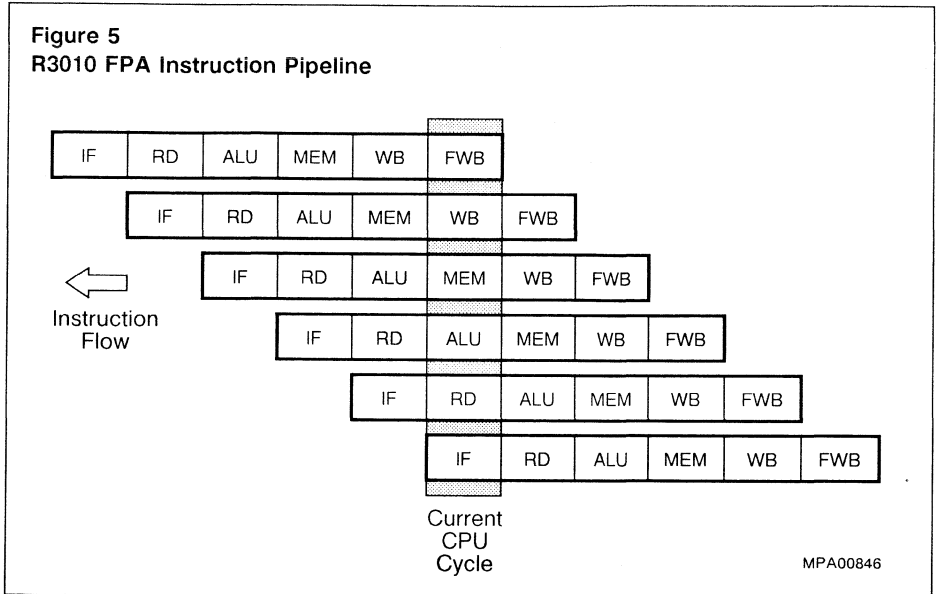 Figure 5
R3010 FPA Instruction Pipeline
IF RD ALU MEM WB FWB
IF RD ALU MEM WB FWB
IF RD ALU MEM WB FWB
Instruction
Flow
IF RD ALU MEM WB FWB
IF RD ALU MEM WB FWB
IF RD ALU MEM WB FWB
Current
CPU
Cycle
MPA00846